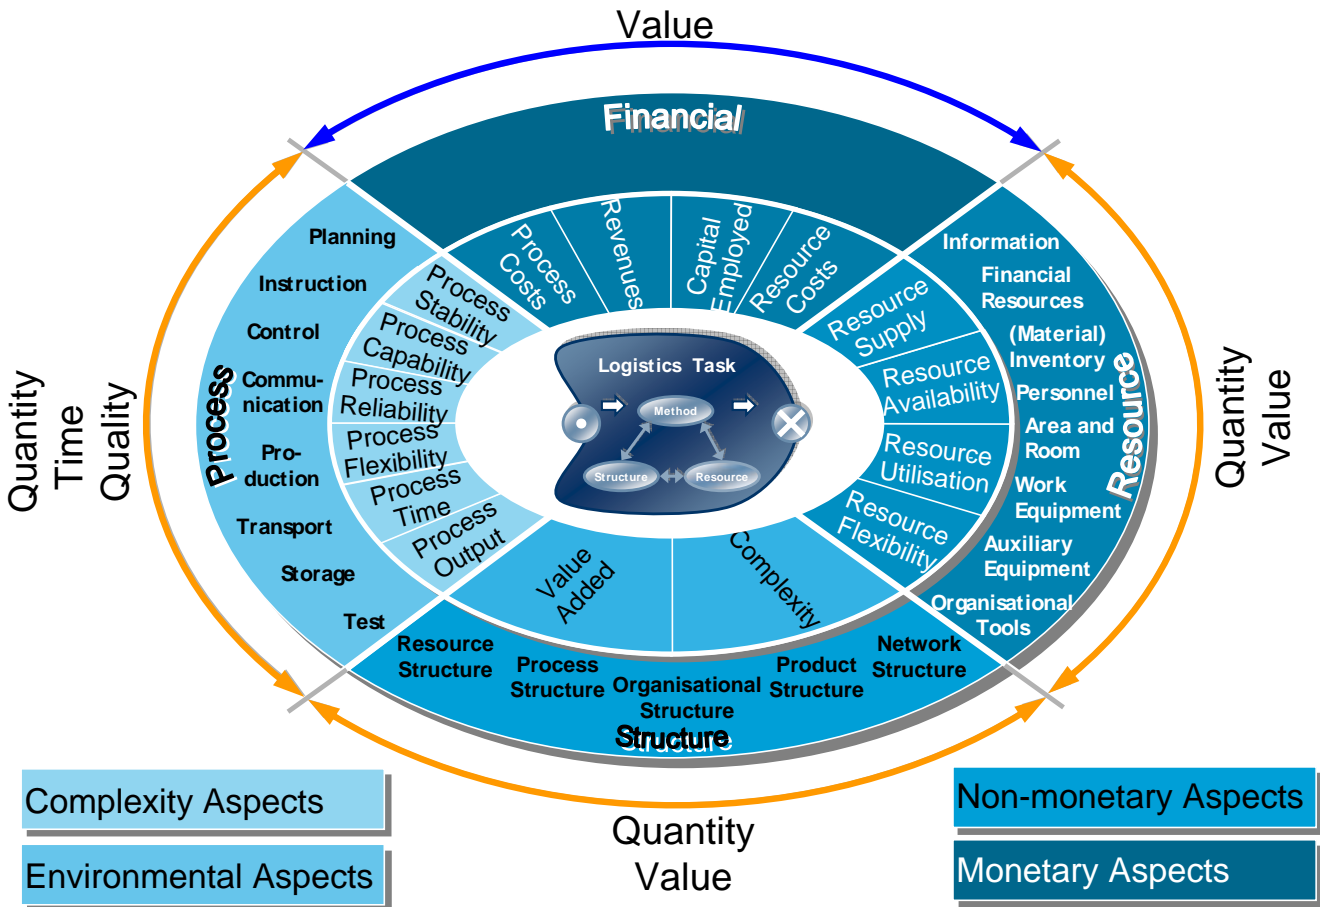 Value
Financial
Process
Costs
Revenues
Capital
Employed
Resource
Costs
Quantity
Time
Quality
Process
Planning
Instruction
Control
Commu-
nication
Pro-
duction
Transport
Storage
Test
Process
Stability
Process
Capability
Process
Reliability
Process
Flexibility
Process
Time
Process
Output
Logistics Task
Method
Structure
Resource
Resource
Supply
Resource
Availability
Resource
Utilisation
Resource
Flexibility
Information
Financial
Resources
(Material)
Inventory
Personnel
Area and
Room
Work
Equipment
Auxiliary
Equipment
Organisational
Tools
Resource
Quantity
Value
Value
Added
Complexity
Resource
Structure
Process
Structure
Organisational
Structure
Product
Structure
Network
Structure
Structure
Quantity
Value
Complexity Aspects
Environmental Aspects
Non-monetary Aspects
Monetary Aspects